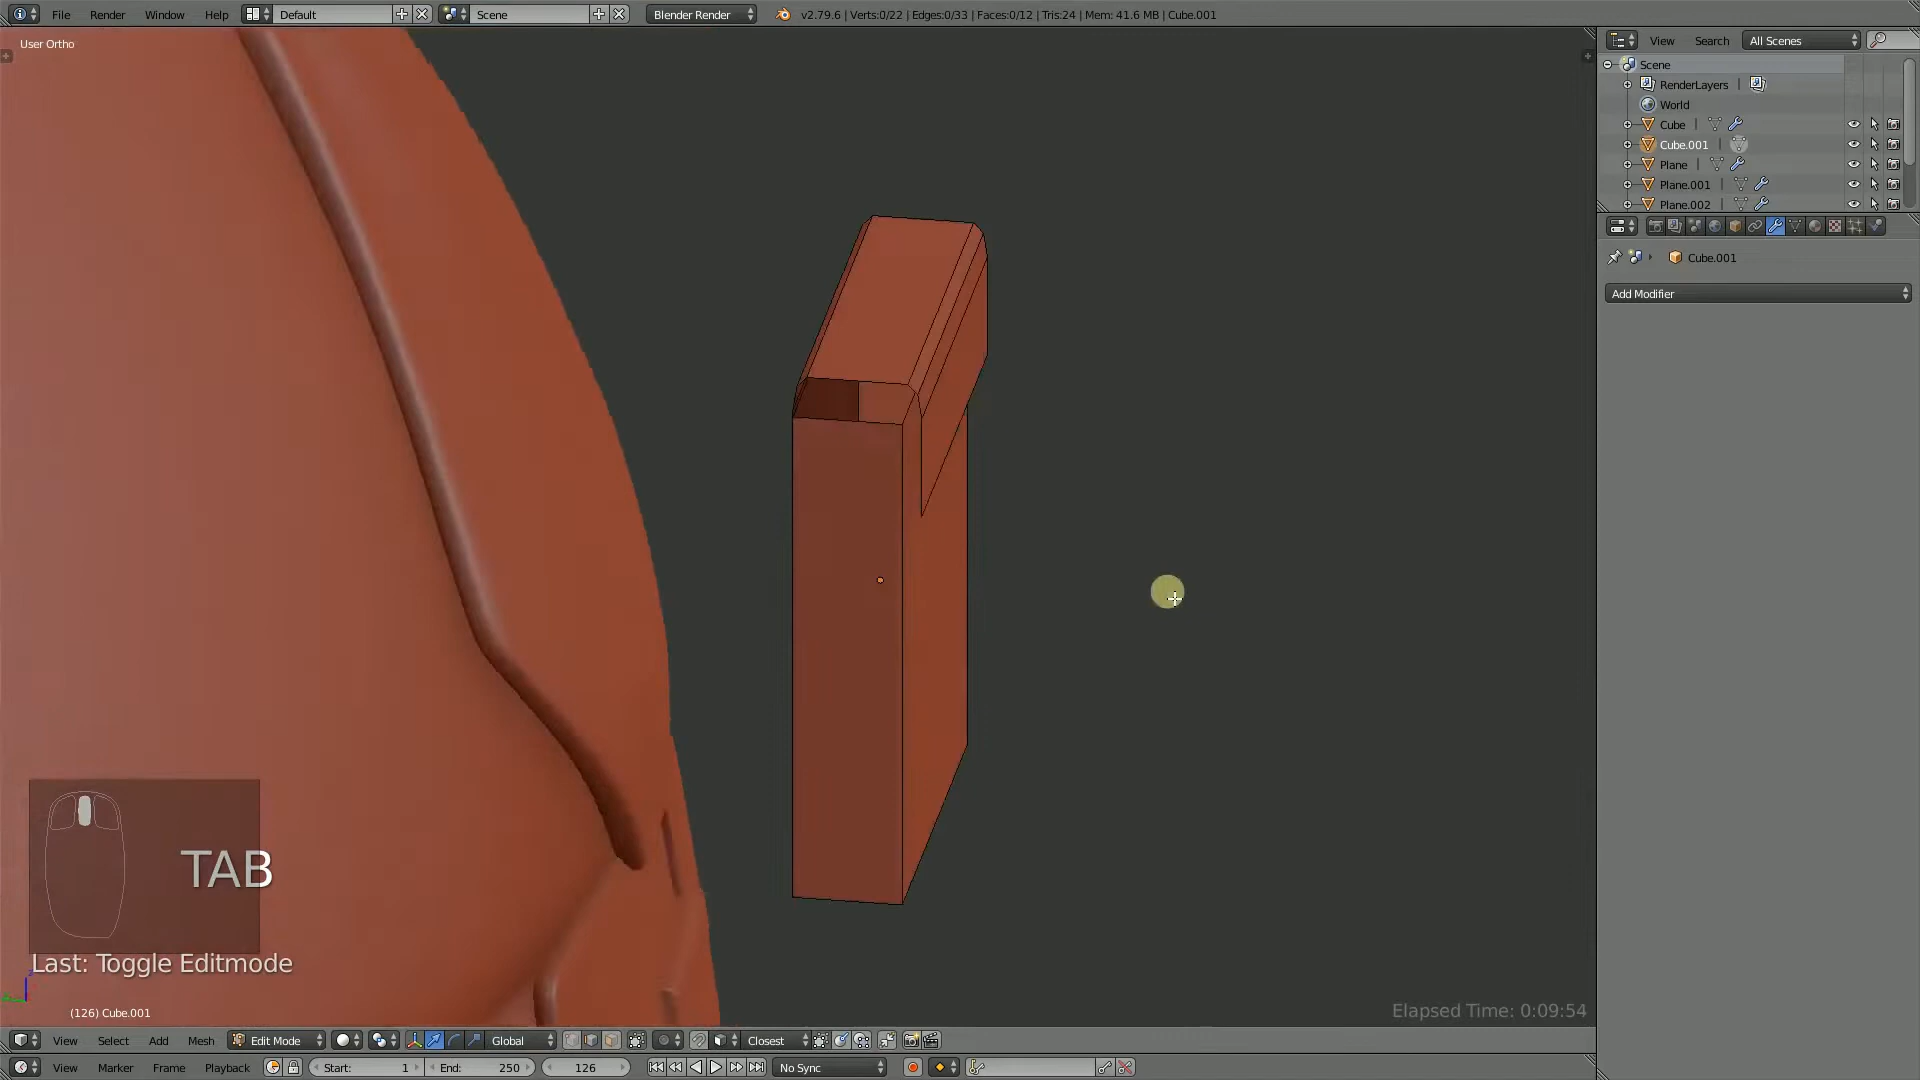 File Render Window Help Default Scene Blender Render v2.79.6 | Verts:0/22 | Edges:0/33 | Faces:0/12 | Tris:24 | Mem: 41.6 MB | Cube.001
User Ortho
View Search All Scenes
Scene
RenderLayers |
World
Cube |
Cube.001 |
Plane |
Plane.001 |
Plane.002 |
Cube.001
Add Modifier
TAB
Last: Toggle Editmode
(126) Cube.001
Elapsed Time: 0:09:54
View Select Add Mesh Edit Mode Global Closest
View Marker Frame Playback Start: 1 End: 250 126 No Sync